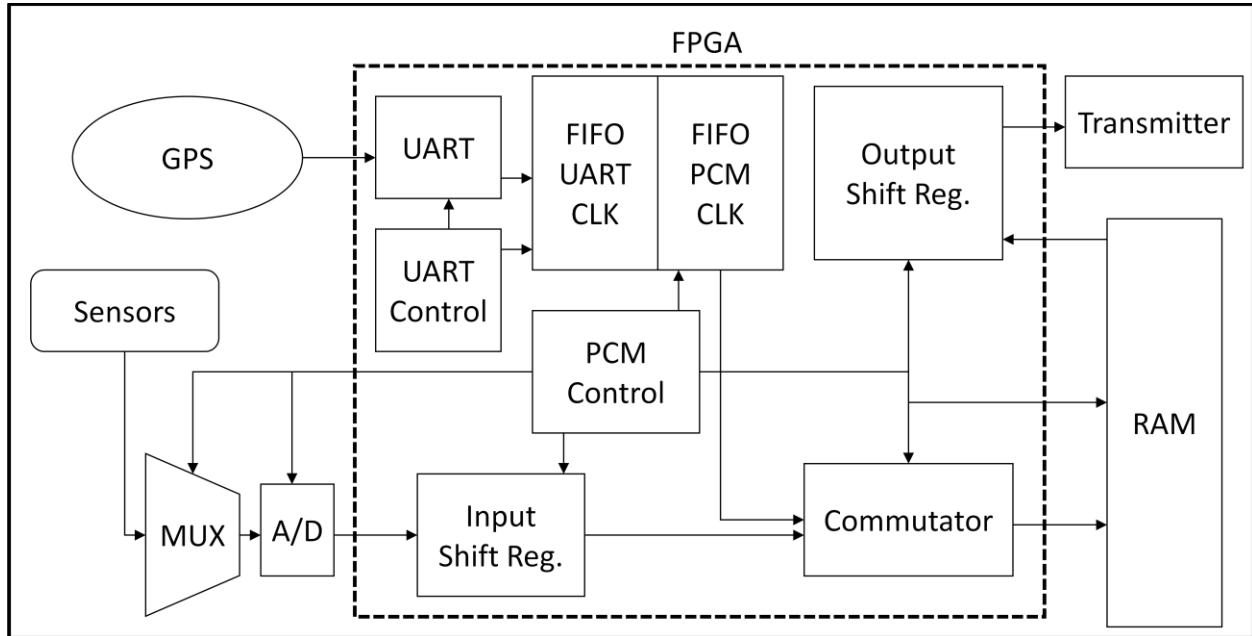 FPGA
GPS
UART
FIFO
UART
CLK
FIFO
PCM
CLK
Output
Shift Reg.
Transmitter
UART
Control
Sensors
PCM
Control
RAM
MUX
A/D
Input
Shift Reg.
Commutator